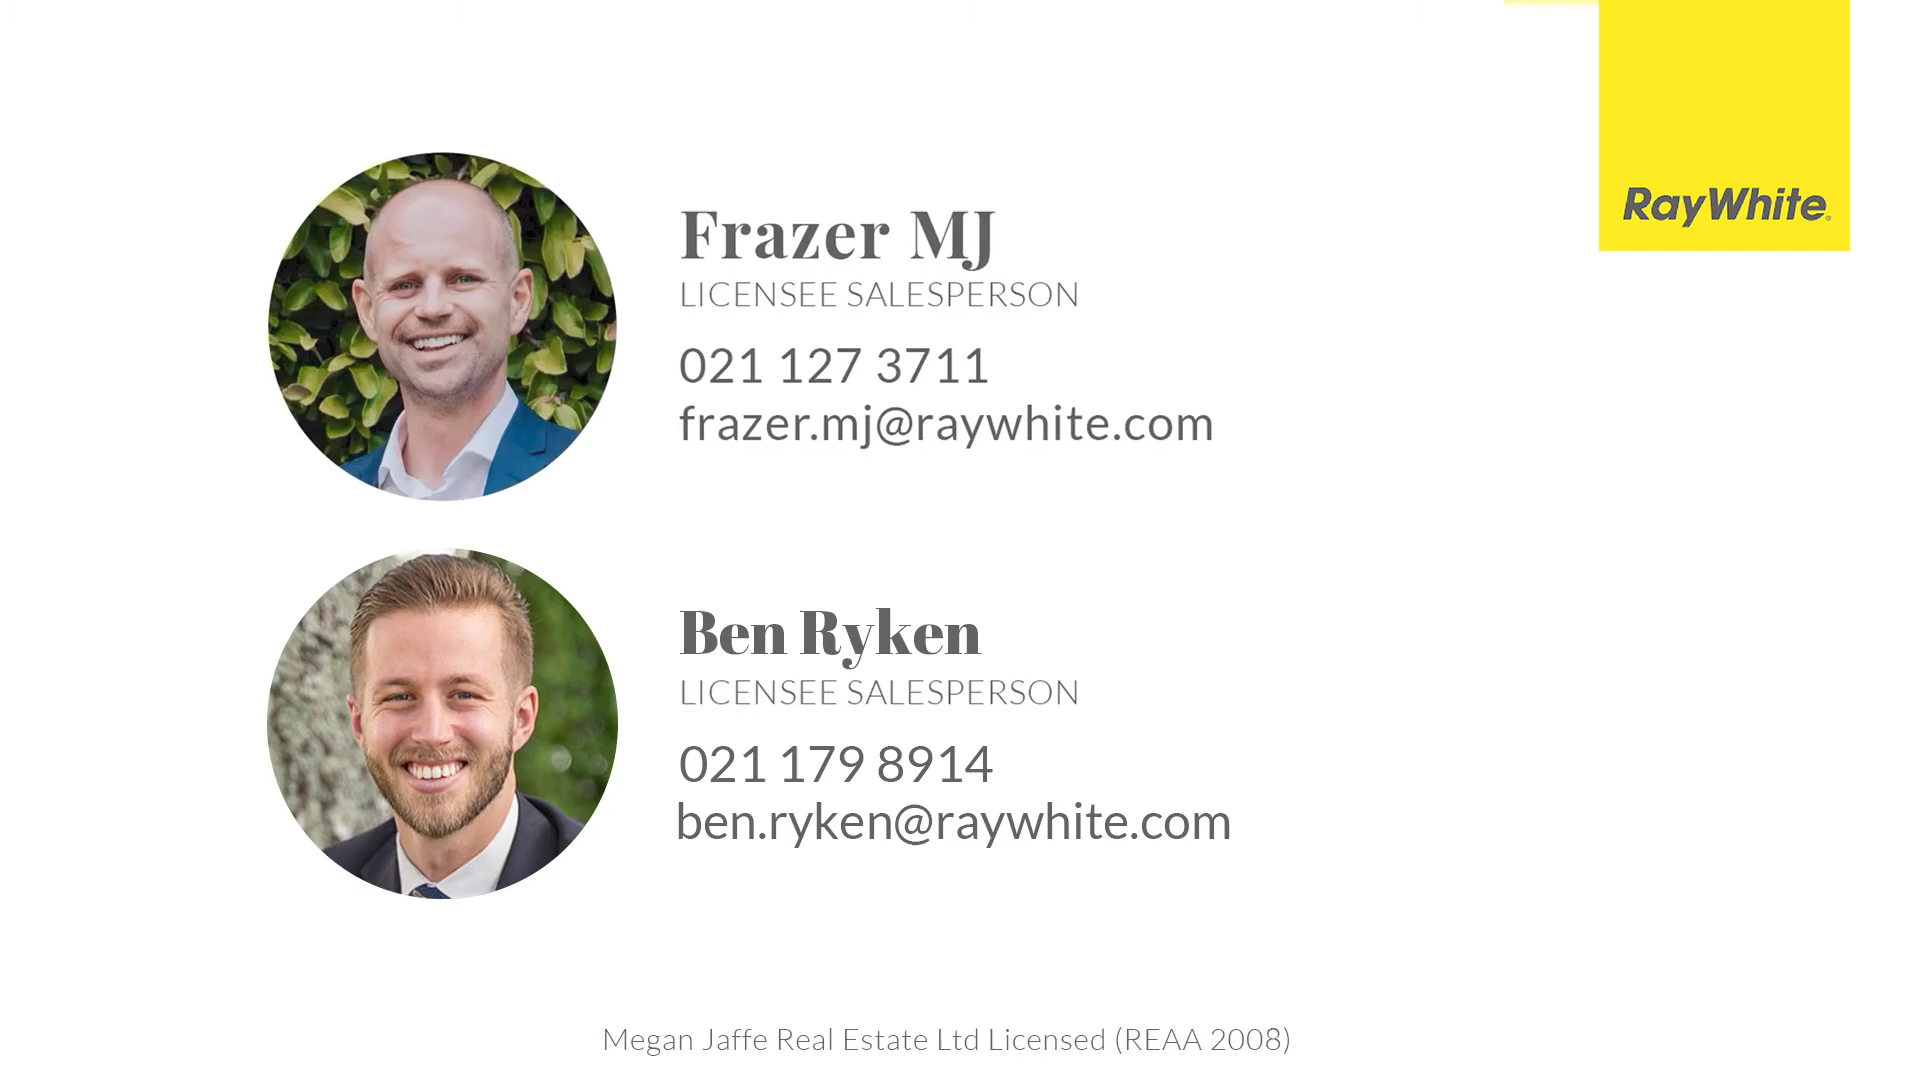 RayWhite®
Frazer MJ
LICENSEE SALESPERSON
021 127 3711
frazer.mj@raywhite.com
Ben Ryken
LICENSEE SALESPERSON
021 179 8914
ben.ryken@raywhite.com
Megan Jaffe Real Estate Ltd Licensed (REAA 2008)